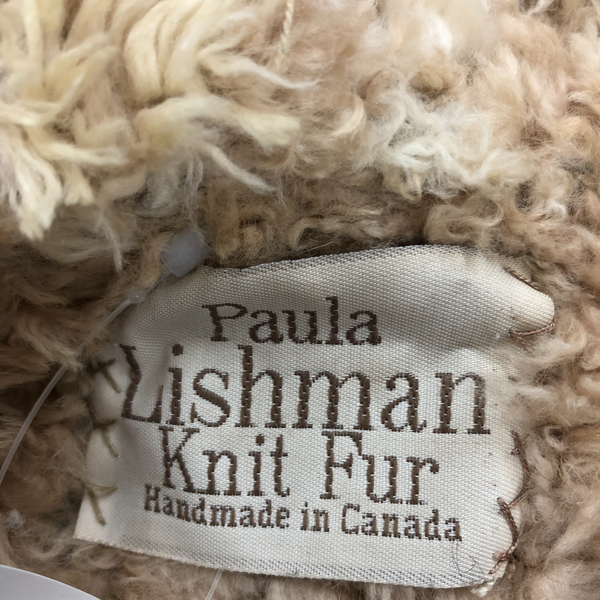 Paula
Lishman
Knit Fur
Handmade in Canada